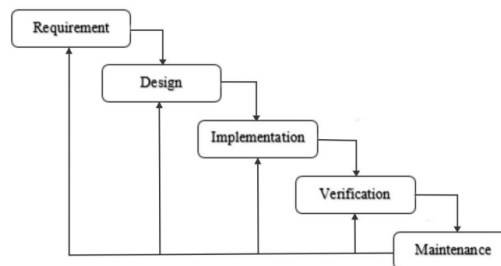 Requirement
Design
Implementation
Verification
Maintenance